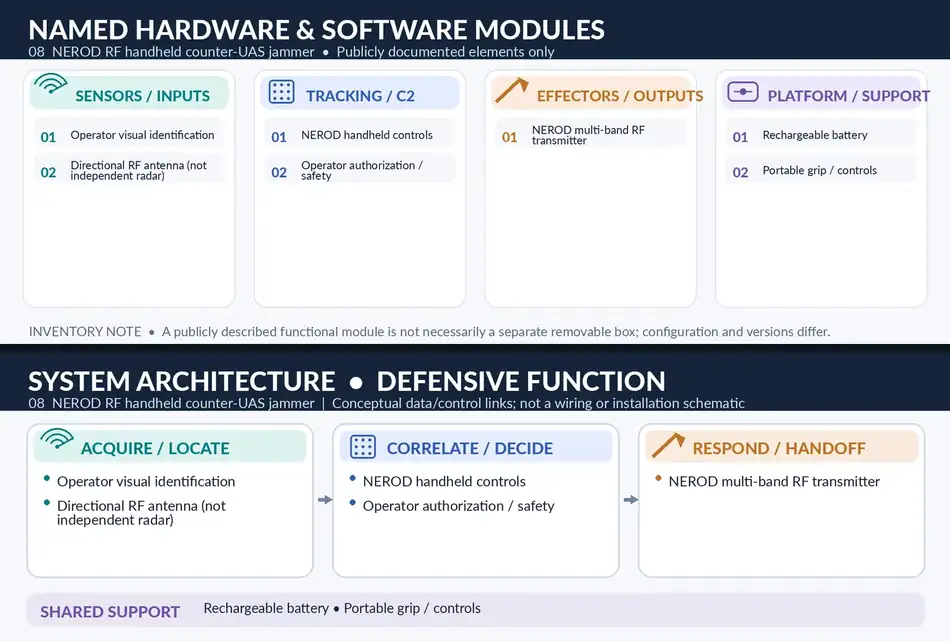 NAMED HARDWARE & SOFTWARE MODULES
08 NEROD RF handheld counter-UAS jammer • Publicly documented elements only
SENSORS / INPUTS
01 Operator visual identification
02 Directional RF antenna (not
independent radar)
TRACKING / C2
01 NEROD handheld controls
02 Operator authorization /
safety
EFFECTORS / OUTPUTS
01 NEROD multi-band RF
transmitter
PLATFORM / SUPPORT
01 Rechargeable battery
02 Portable grip / controls
INVENTORY NOTE • A publicly described functional module is not necessarily a separate removable box; configuration and versions differ.
SYSTEM ARCHITECTURE • DEFENSIVE FUNCTION
08 NEROD RF handheld counter-UAS jammer | Conceptual data/control links; not a wiring or installation schematic
ACQUIRE / LOCATE
• Operator visual identification
• Directional RF antenna (not
independent radar)
CORRELATE / DECIDE
• NEROD handheld controls
• Operator authorization / safety
RESPOND / HANDOFF
• NEROD multi-band RF transmitter
SHARED SUPPORT Rechargeable battery • Portable grip / controls